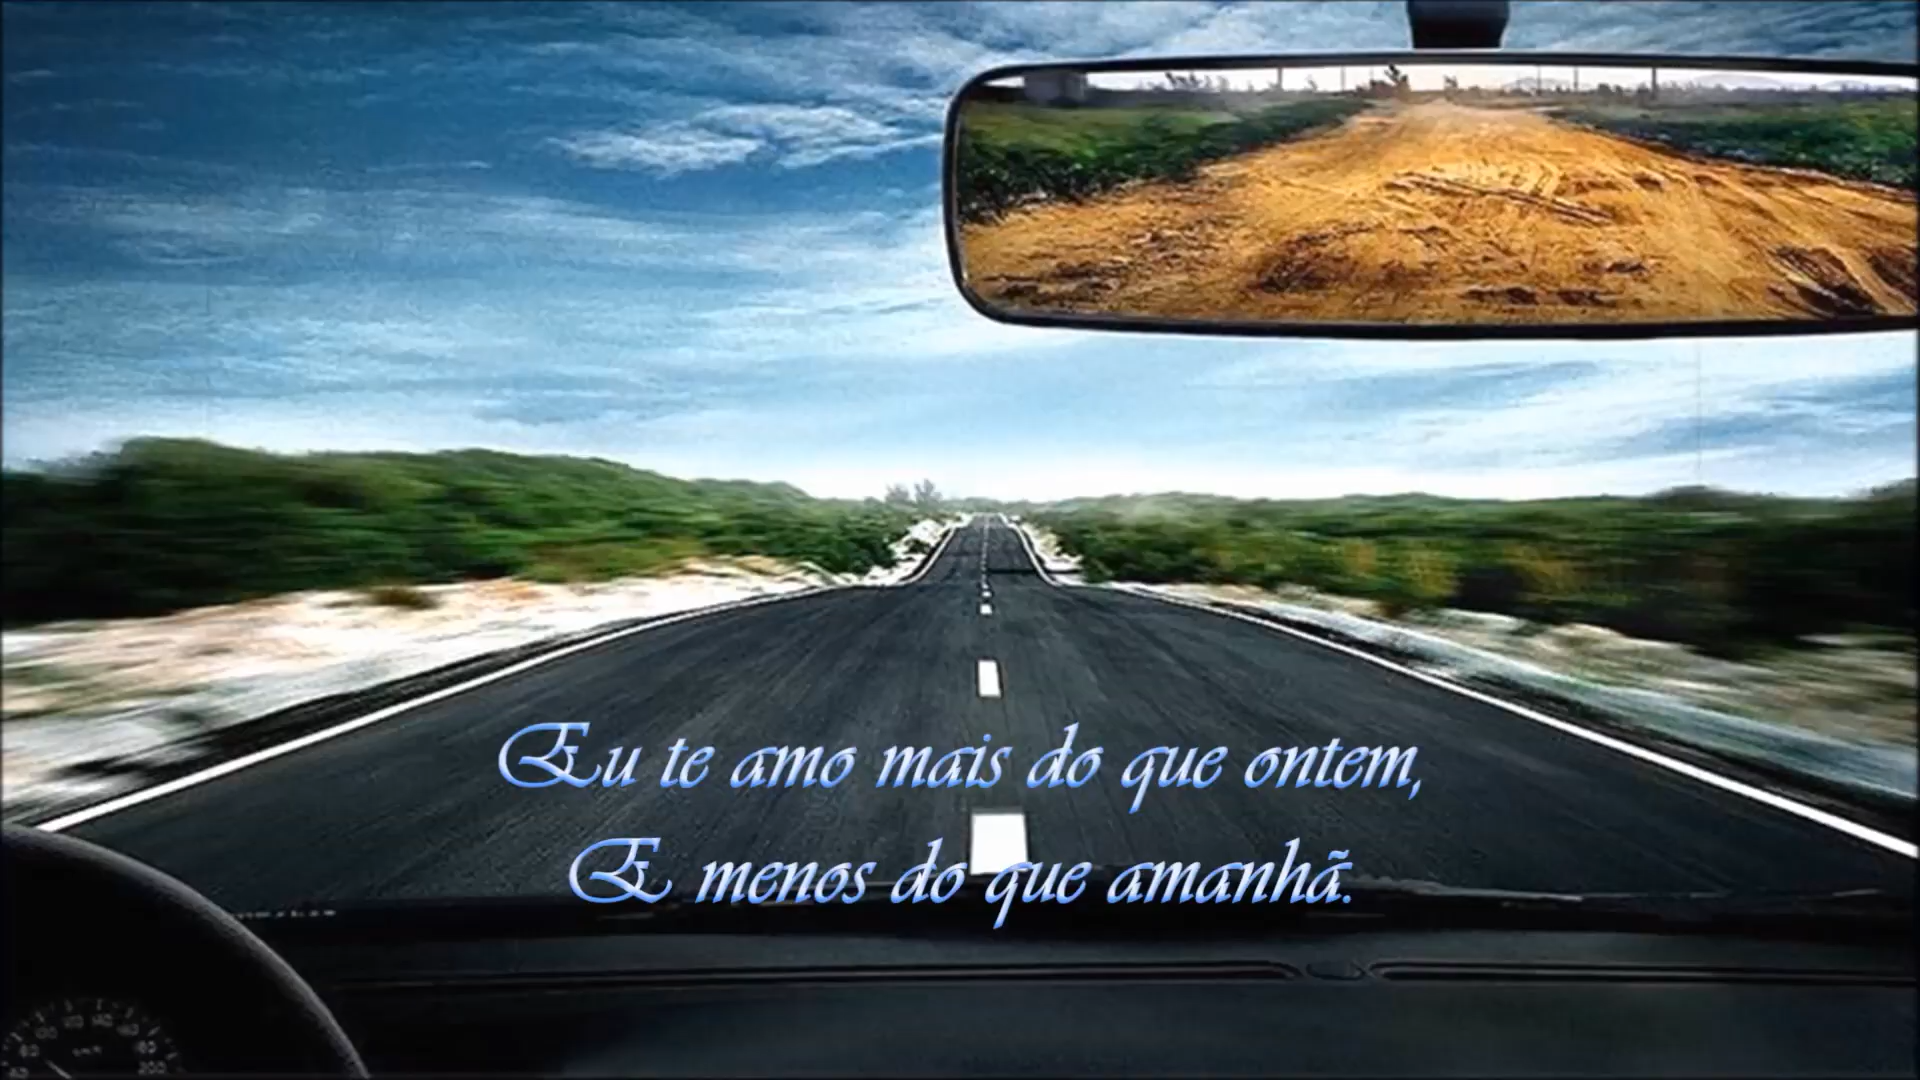 Eu te amo mais do que ontem,
E menos do que amanhã.